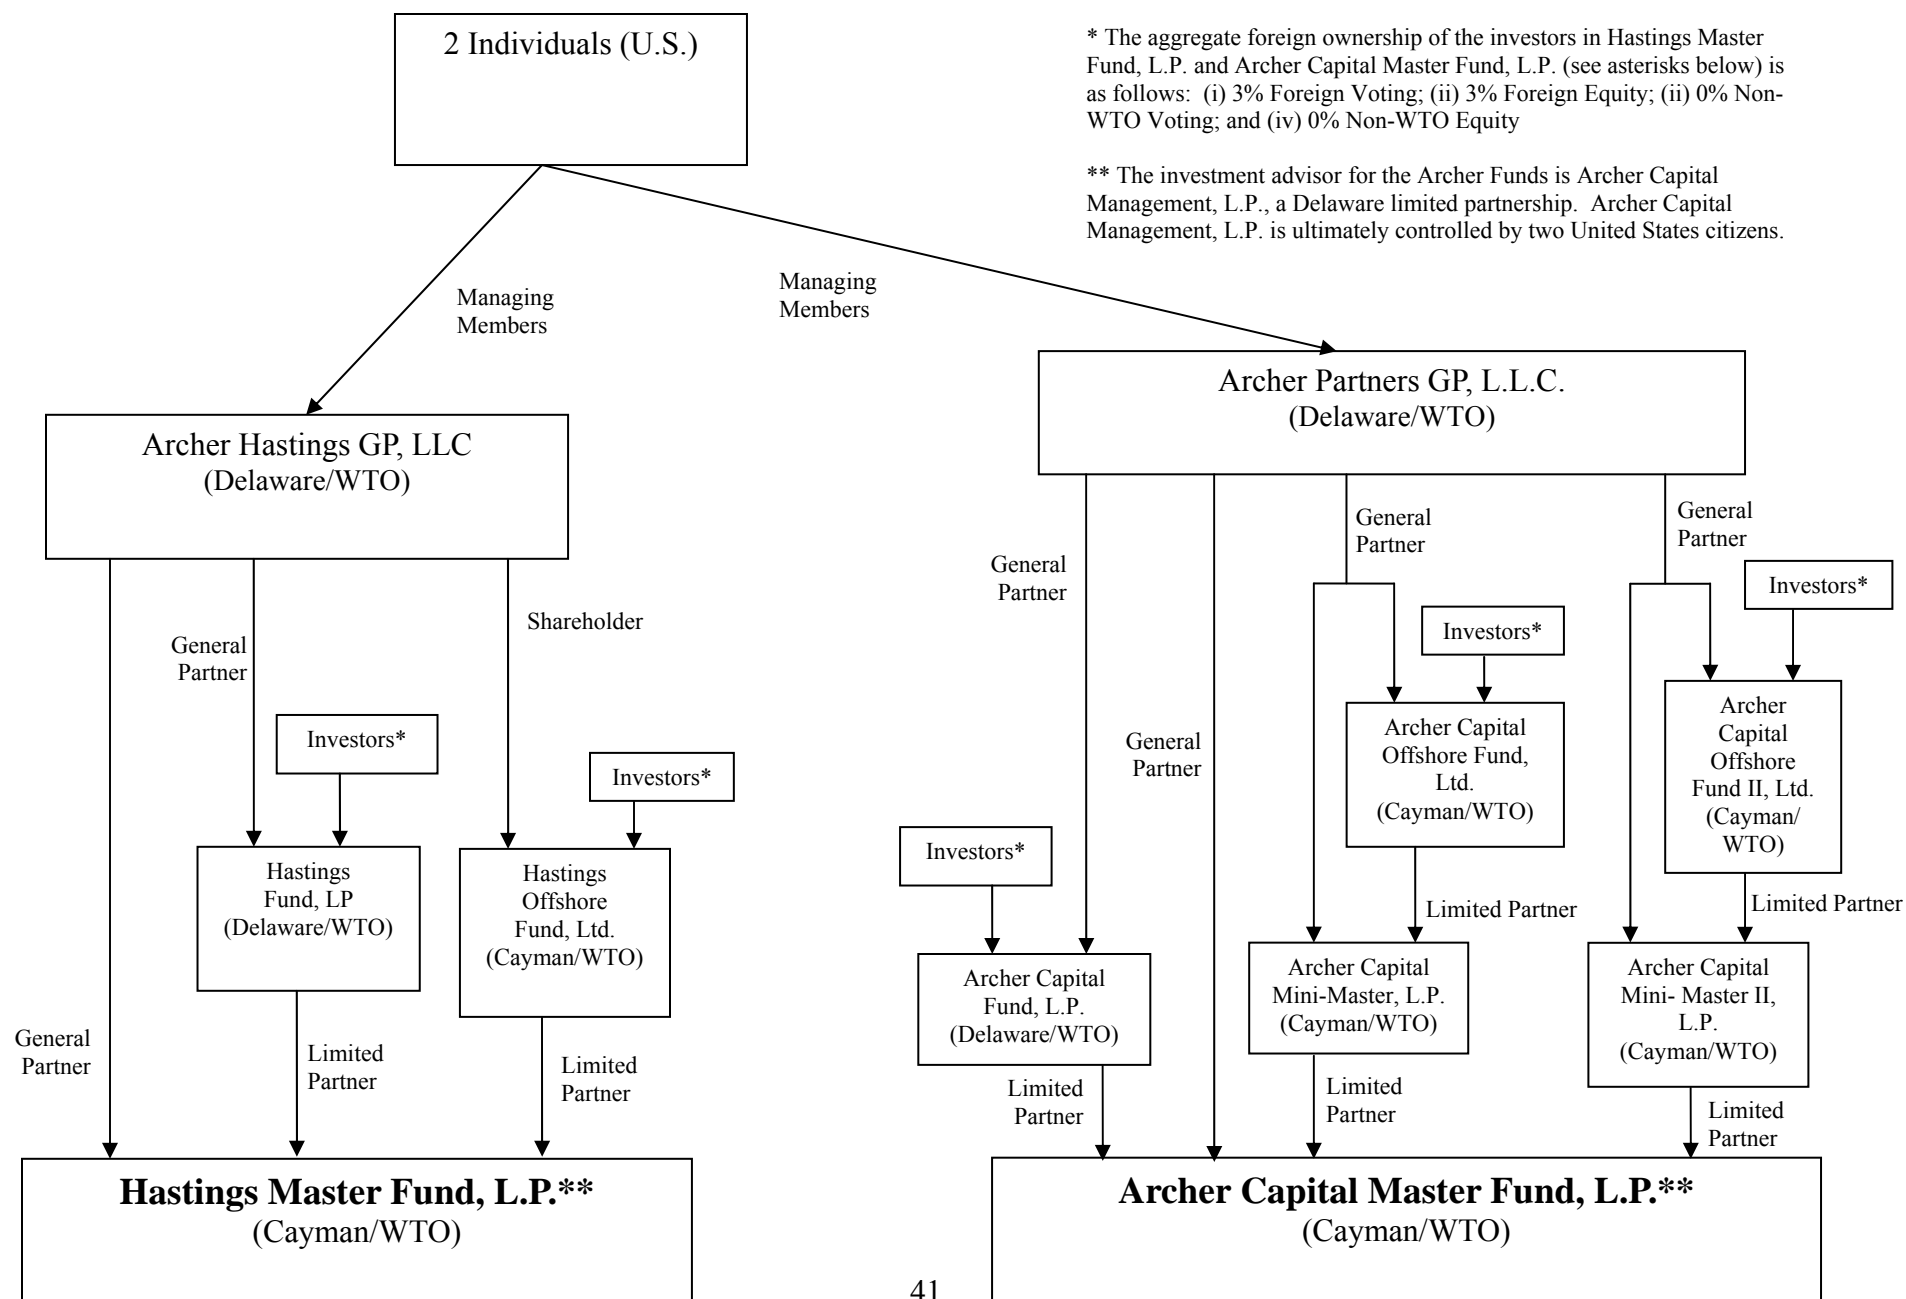 2 Individuals (U.S.)
* The aggregate foreign ownership of the investors in Hastings Master
Fund, L.P. and Archer Capital Master Fund, L.P. (see asterisks below) is
as follows: (i) 3% Foreign Voting; (ii) 3% Foreign Equity; (ii) 0% Non-
WTO Voting; and (iv) 0% Non-WTO Equity
** The investment advisor for the Archer Funds is Archer Capital
Management, L.P., a Delaware limited partnership. Archer Capital
Management, L.P. is ultimately controlled by two United States citizens.
Managing
Members
Managing
Members
Archer Hastings GP, LLC
(Delaware/WTO)
Archer Partners GP, L.L.C.
(Delaware/WTO)
General
Partner
Shareholder
Investors*
Investors*
Hastings
Fund, LP
(Delaware/WTO)
Hastings
Offshore
Fund, Ltd.
(Cayman/WTO)
General
Partner
Limited
Partner
Limited
Partner
Hastings Master Fund, L.P.**
(Cayman/WTO)
General
Partner
General
Partner
General
Partner
General
Partner
Investors*
Investors*
Investors*
Archer Capital
Offshore Fund,
Ltd.
(Cayman/WTO)
Archer
Capital
Offshore
Fund II, Ltd.
(Cayman/
WTO)
Limited Partner
Limited Partner
Archer Capital
Fund, L.P.
(Delaware/WTO)
Archer Capital
Mini-Master, L.P.
(Cayman/WTO)
Archer Capital
Mini- Master II,
L.P.
(Cayman/WTO)
Limited
Partner
Limited
Partner
Limited
Partner
Archer Capital Master Fund, L.P.**
(Cayman/WTO)
41